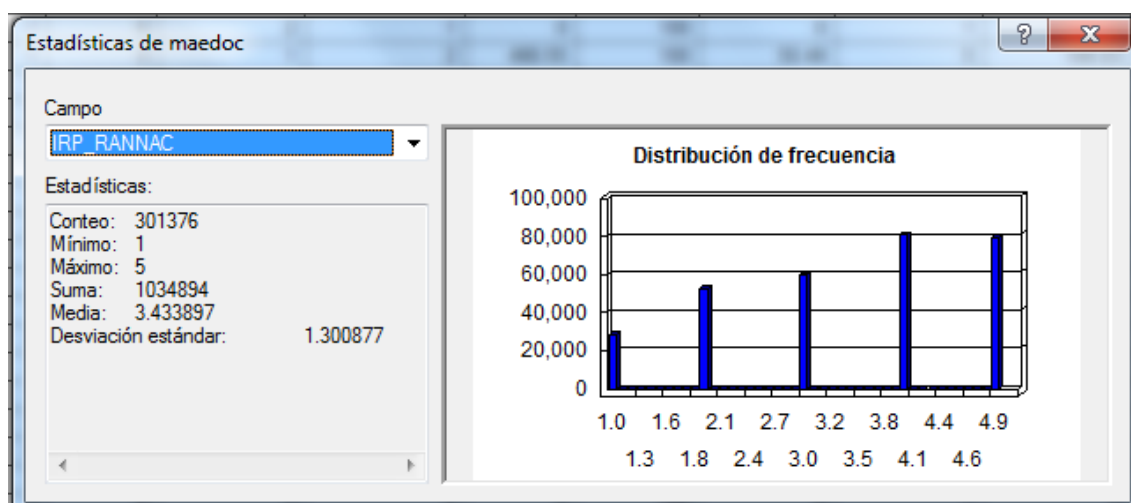 Estadísticas de maedoc
Campo
IRP_RANNAC
Estadísticas:
Conteo: 301376
Mínimo: 1
Máximo: 5
Suma: 1034894
Media: 3.433897
Desviación estándar: 1.300877
Distribución de frecuencia
100,000
80,000
60,000
40,000
20,000
0
1.0 1.6 2.1 2.7 3.2 3.8 4.4 4.9
1.3 1.8 2.4 3.0 3.5 4.1 4.6